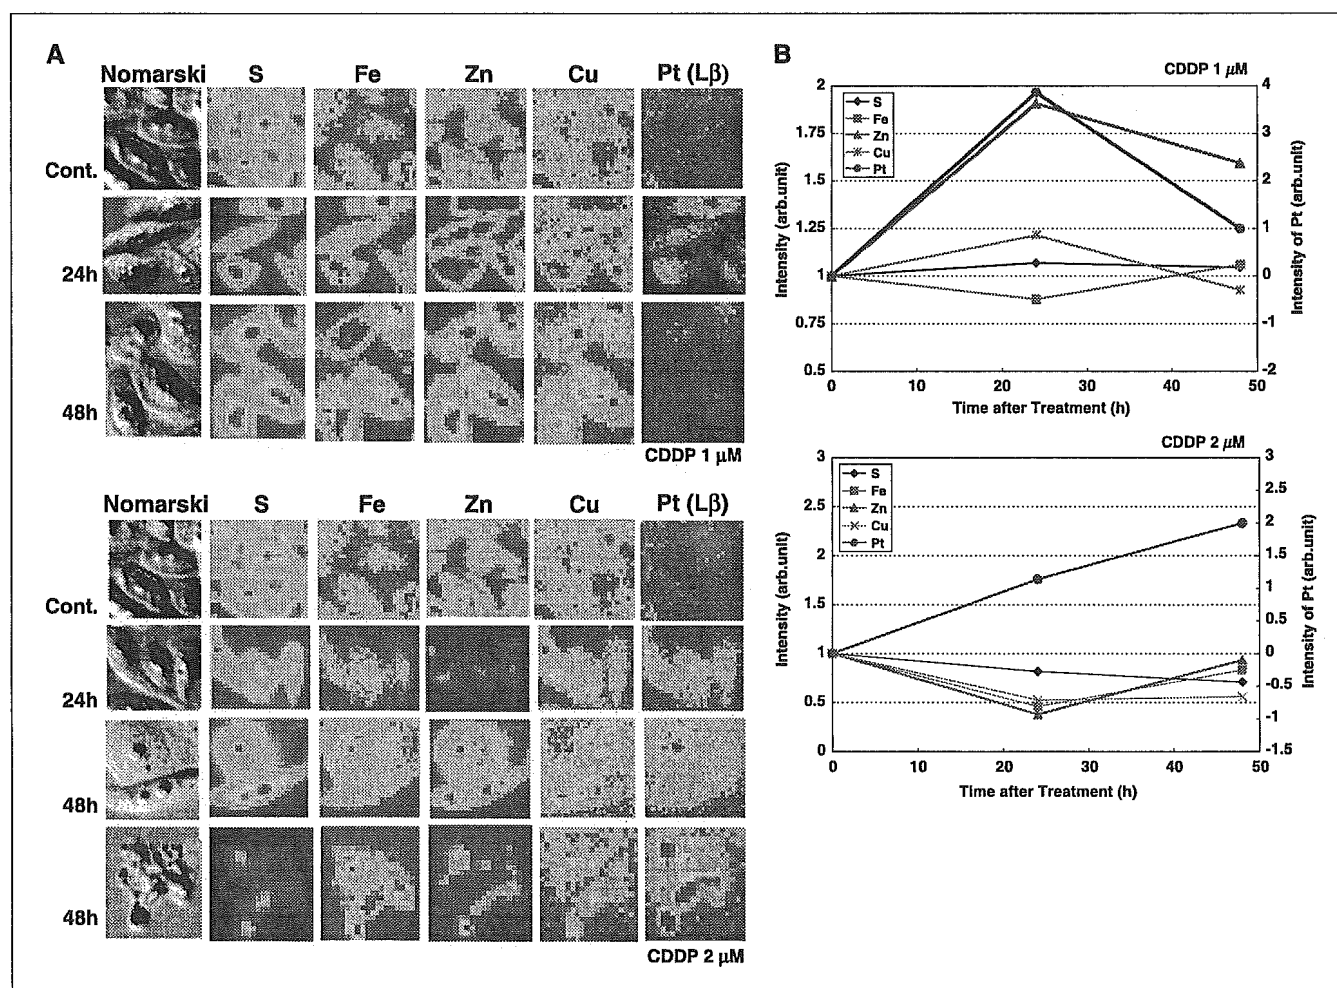 A
Nomarski S Fe Zn Cu Pt (Lβ)
Cont.
24h
48h
CDDP 1 μM
Nomarski S Fe Zn Cu Pt (Lβ)
Cont.
24h
48h
48h
CDDP 2 μM
B
CDDP 1 μM
S
Fe
Zn
Cu
Pt
Intensity (arb.unit)
2
1.75
1.5
1.25
1
0.75
0.5
4
3
2
1
0
-1
-2
Intensity of Pt (arb.unit)
0 10 20 30 40 50
Time after Treatment (h)
CDDP 2 μM
S
Fe
Zn
Cu
Pt
Intensity (arb.unit)
3
2.5
2
1.5
1
0.5
0
3
2.5
2
1.5
1
0.5
0
-0.5
-1
-1.5
Intensity of Pt (arb.unit)
0 10 20 30 40 50
Time after Treatment (h)